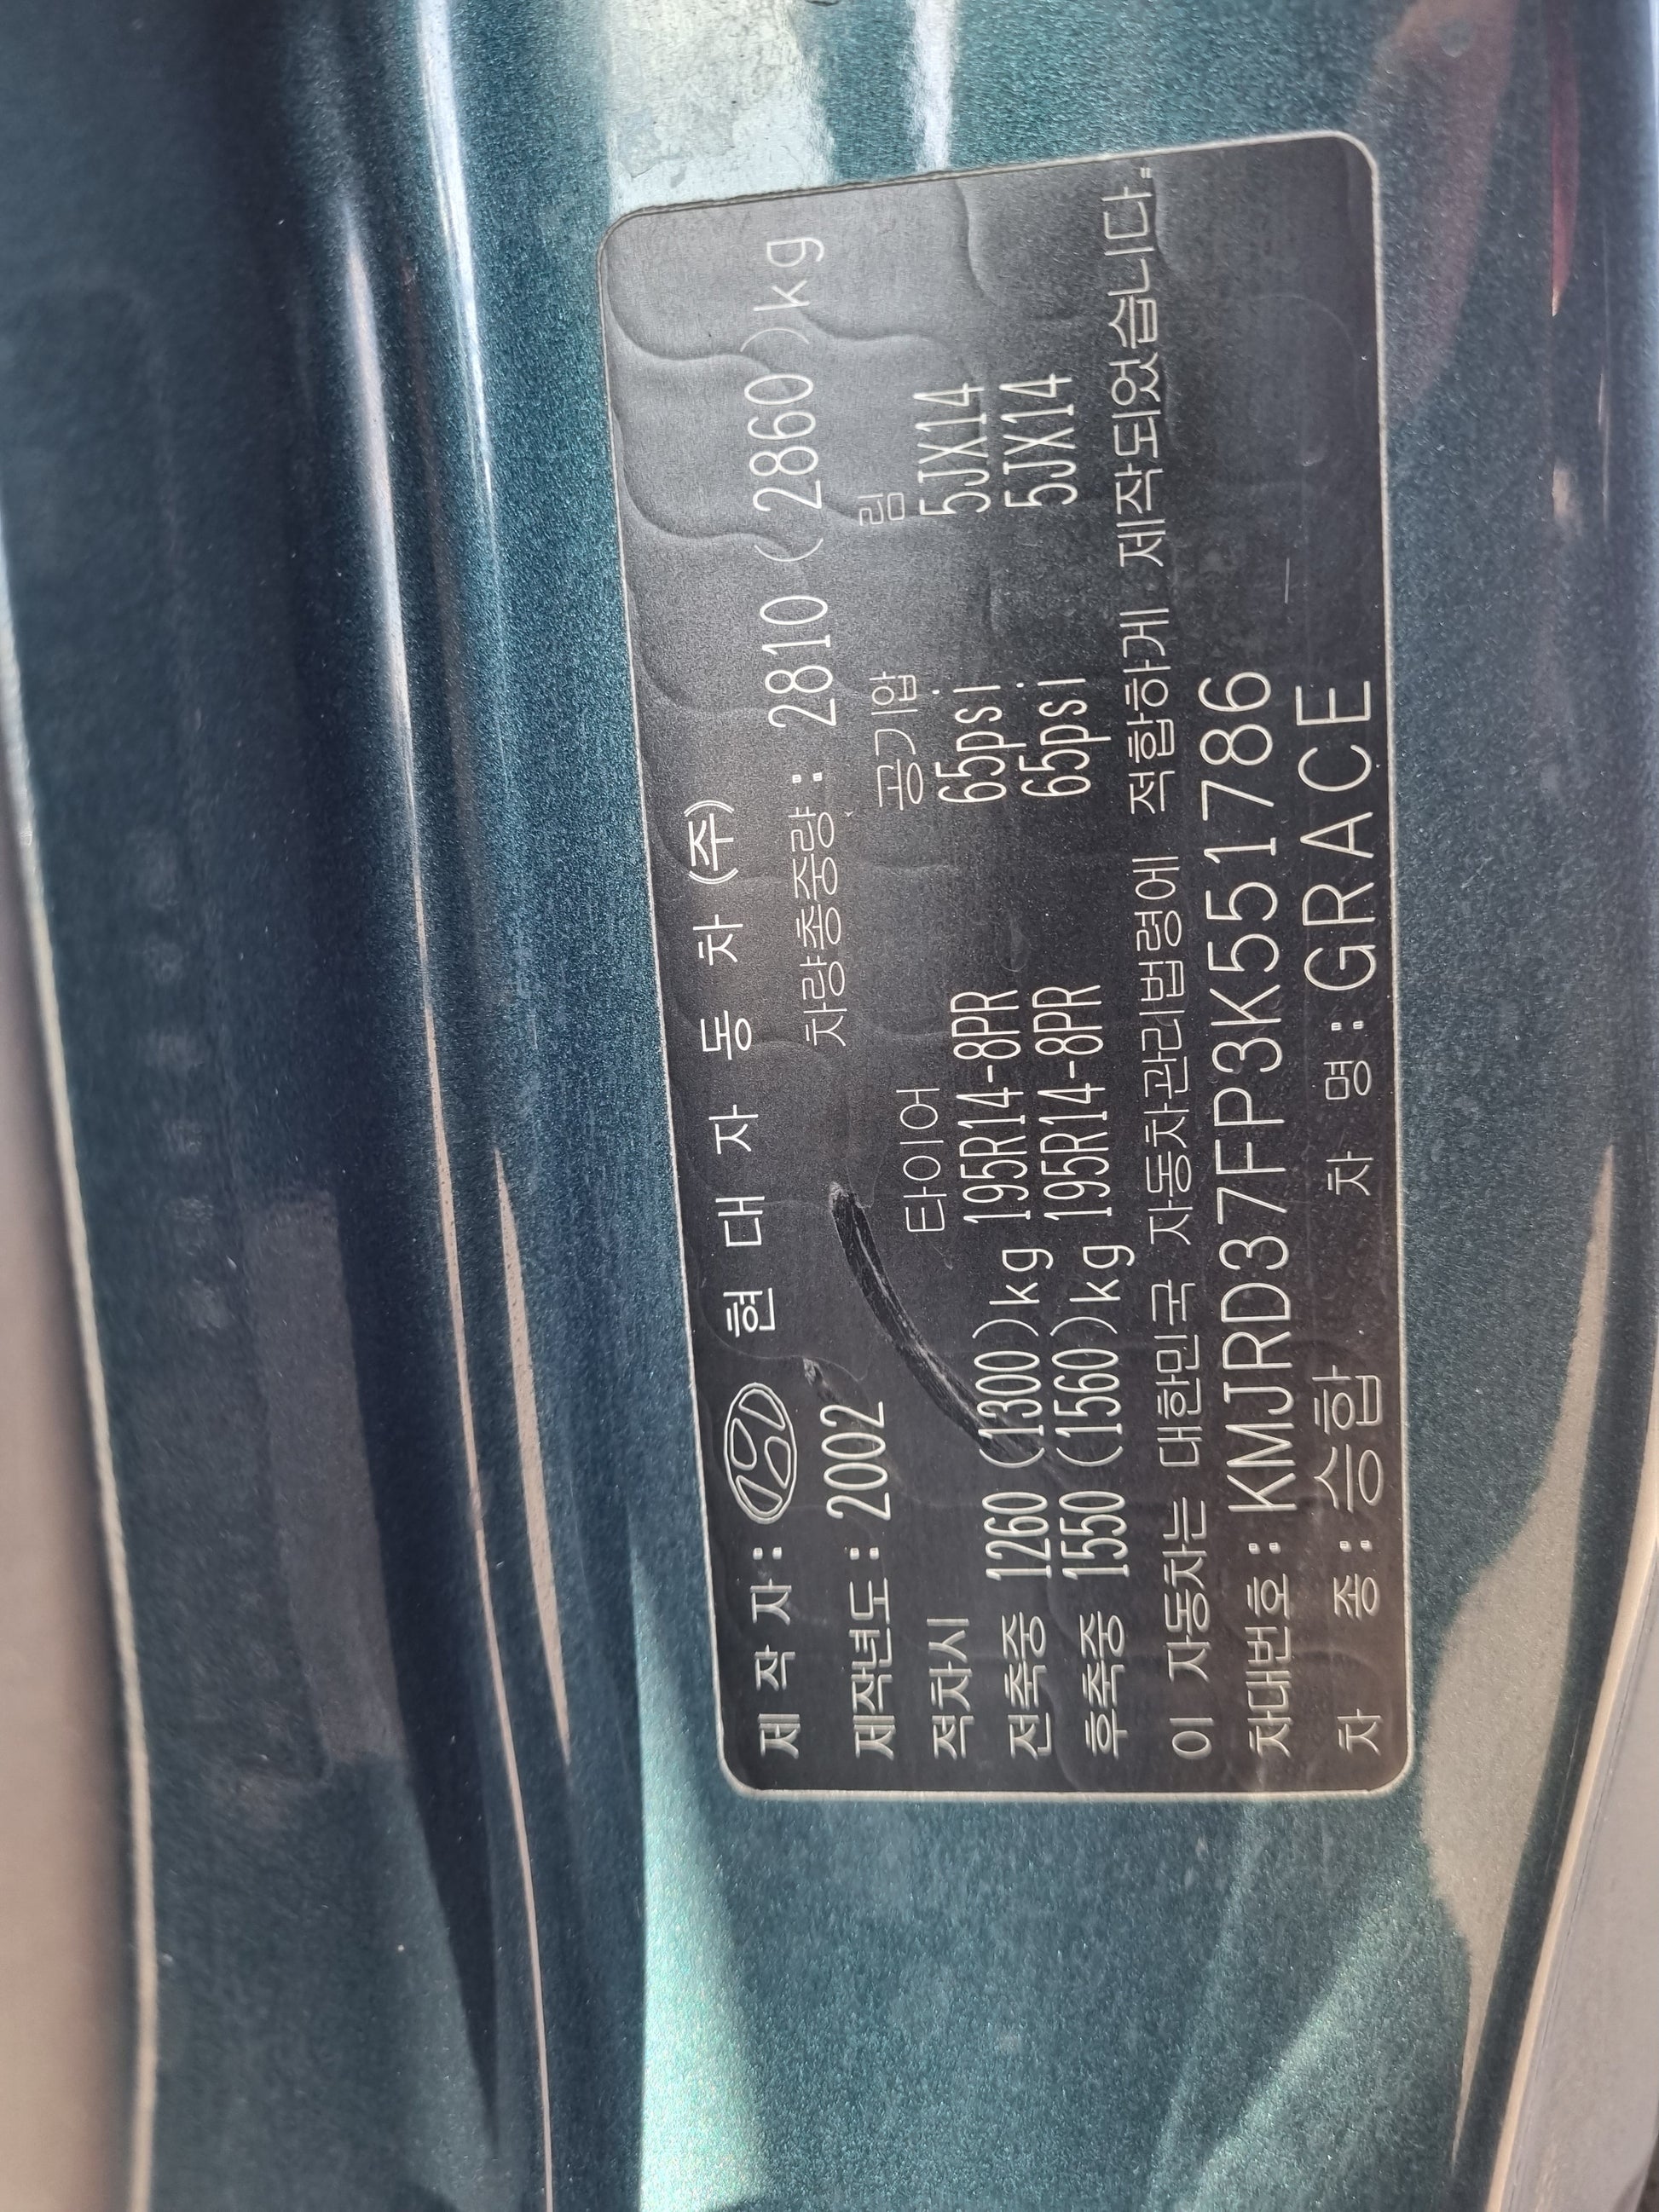 제 작 자 : 현 대 자 동 차 (주)
제작년도 : 2002 차량총중량 : 2810 ( 2860 )kg
적차시 타이어 공기압 림
전축중 1260 (1300)kg 195R14-8PR 65psi 5JX14
후축중 1550 (1560)kg 195R14-8PR 65psi 5JX14
이 자동차는 대한민국 자동차관리법령에 적합하게 제작되었습니다.
차대번호 : KMJRD37FP3K551786
차 종 : 승합 차 명 : GRACE